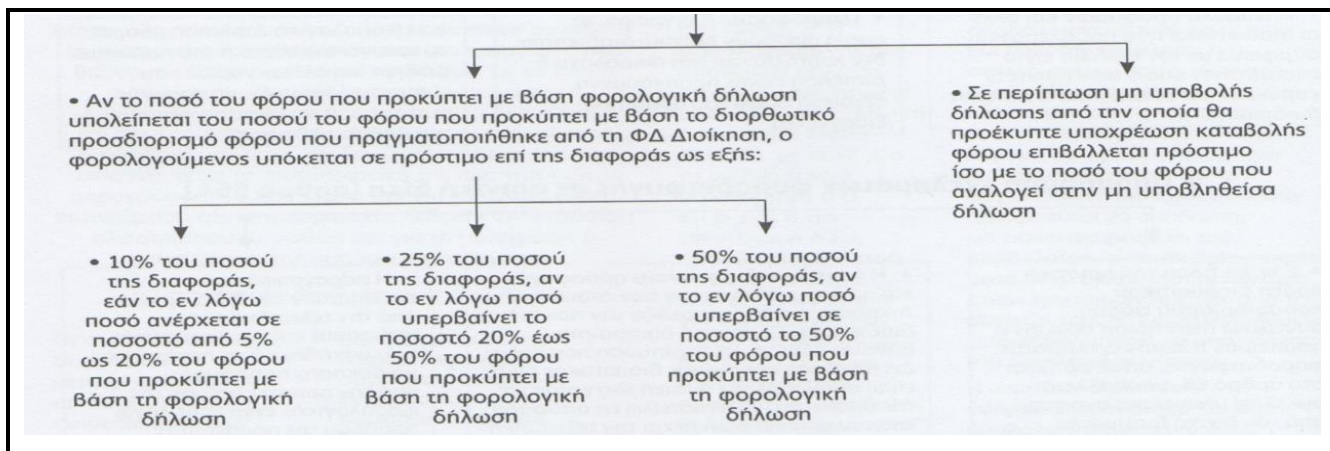 • Αν το ποσό του φόρου που προκύπτει με βάση φορολογική δήλωση
υπολείπεται του ποσού του φόρου που προκύπτει με βάση το διορθωτικό
προσδιορισμό φόρου που πραγματοποιήθηκε από τη ΦΔ Διοίκηση, ο
φορολογούμενος υπόκειται σε πρόστιμο επί της διαφοράς ως εξής:
• Σε περίπτωση μη υποβολής
δήλωσης από την οποία θα
προέκυπτε υποχρέωση καταβολής
φόρου επιβάλλεται πρόστιμο
ίσο με το ποσό του φόρου που
αναλογεί στην μη υποβληθείσα
δήλωση
• 10% του ποσού
της διαφοράς,
εάν το εν λόγω
ποσό ανέρχεται σε
ποσοστό από 5%
ως 20% του φόρου
που προκύπτει με
βάση τη φορολογική
δήλωση
• 25% του ποσού
της διαφοράς, αν
το εν λόγω ποσό
υπερβαίνει το
ποσοστό 20% έως
50% του φόρου
που προκύπτει με
βάση τη φορολογική
δήλωση
• 50% του ποσού
της διαφοράς, αν
το εν λόγω ποσό
υπερβαίνει σε
ποσοστό το 50%
του φόρου που
προκύπτει με βάση
τη φορολογική
δήλωση